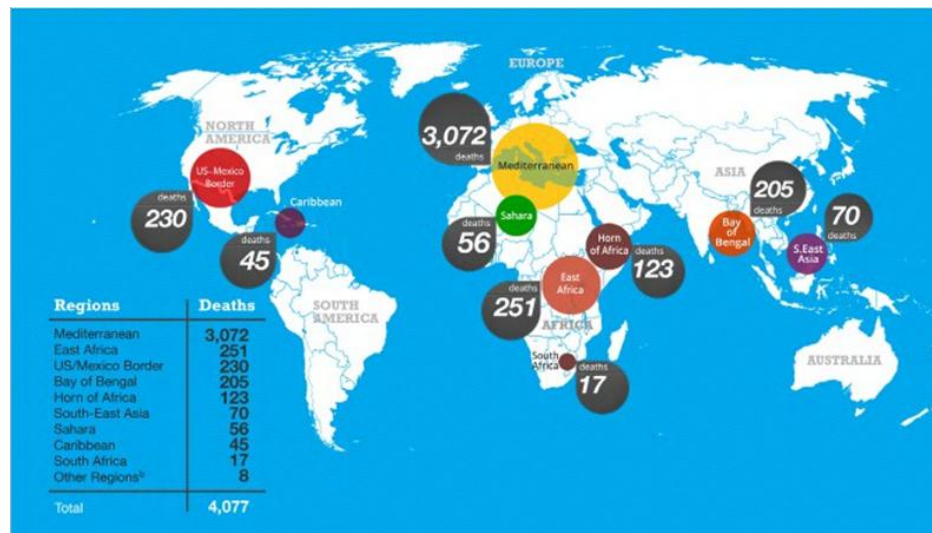 EUROPE
NORTH
AMERICA
3,072
deaths
Mediterranean
US-Mexico
Border
ASIA
205
deaths
deaths
230
Caribbean
Sahara
deaths
56
Bay
of
Bengal
70
deaths
S.East
Asia
deaths
45
Horn
of Africa
deaths
123
East
Africa
deaths
251
AFRICA
SOUTH
AMERICA
AUSTRALIA
South
Africa
deaths
17
Regions Deaths
Mediterranean 3,072
East Africa 251
US/Mexico Border 230
Bay of Bengal 205
Horn of Africa 123
South-East Asia 70
Sahara 56
Caribbean 45
South Africa 17
Other Regions 8
Total 4,077